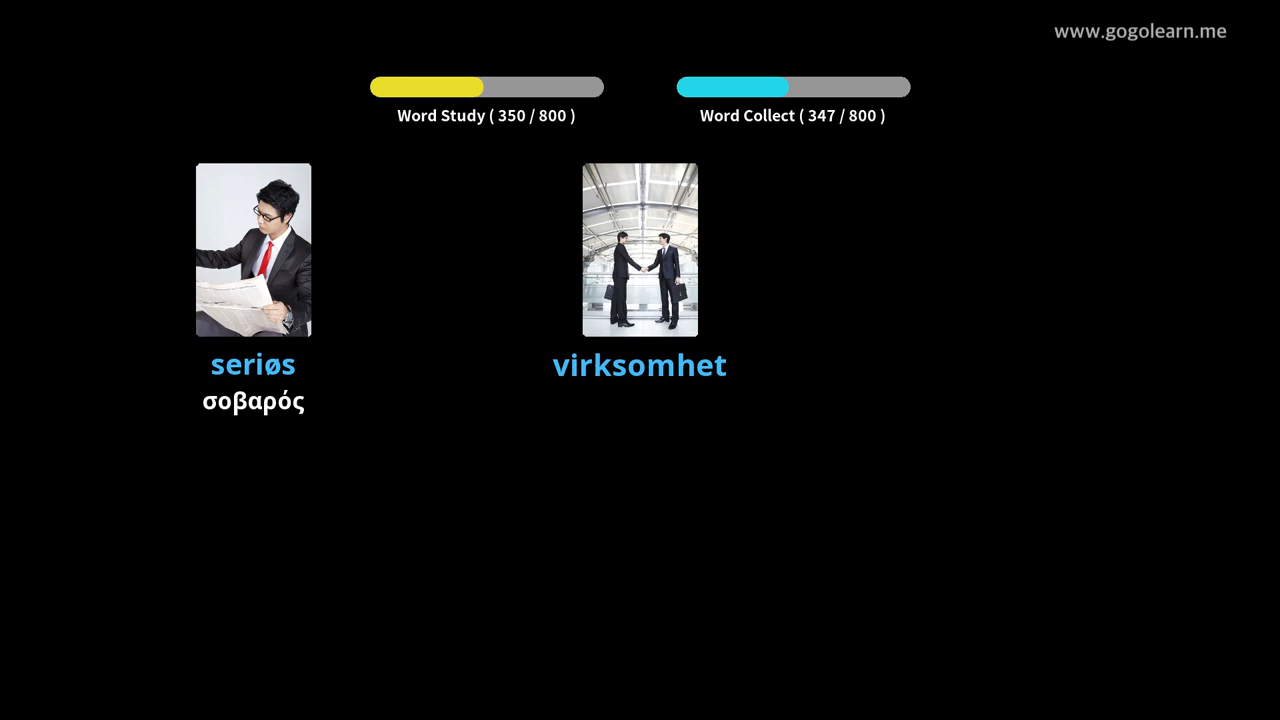 www.gogolearn.me
Word Study ( 350 / 800 )
Word Collect ( 347 / 800 )
seriøs
virksomhet
σοβαρός